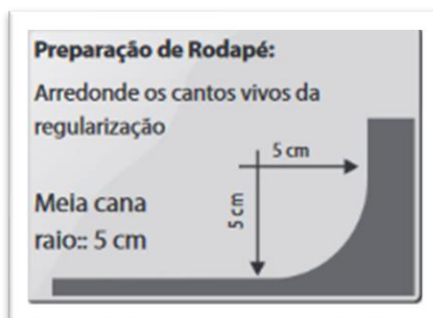 Preparação de Rodapé:
Arredonde os cantos vivos da
regularização
5 cm
5 cm
Meia cana
raio:: 5 cm